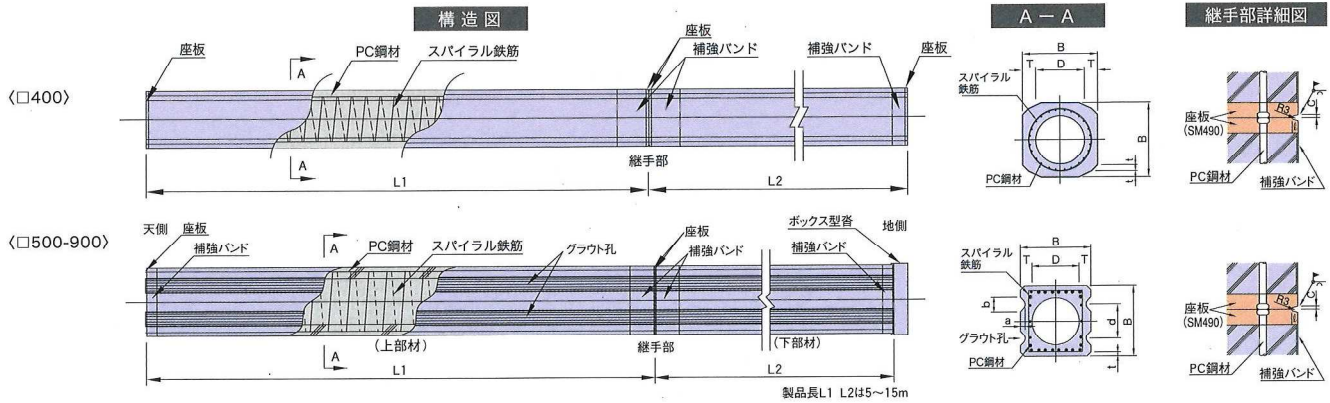 構造図
A－A
継手部詳細図
〈□400〉
座板
A
PC鋼材
スパイラル鉄筋
座板
補強バンド
補強バンド
座板
継手部
A
L1
L2
B
T
D
T
スパイラル
鉄筋
B
PC鋼材
t
t
座板
(SM490)
R3
C
PC鋼材
補強バンド
〈□500-900〉
天側
座板
補強バンド
A
PC鋼材
スパイラル鉄筋
グラウト孔
座板
補強バンド
ボックス型沓
補強バンド
地側
(上部材)
継手部
(下部材)
A
L1
L2
製品長L1 L2は5～15m
B
T
D
T
スパイラル
鉄筋
b
a
d
B
グラウト孔
PC鋼材
t
座板
(SM490)
R3
C
PC鋼材
補強バンド